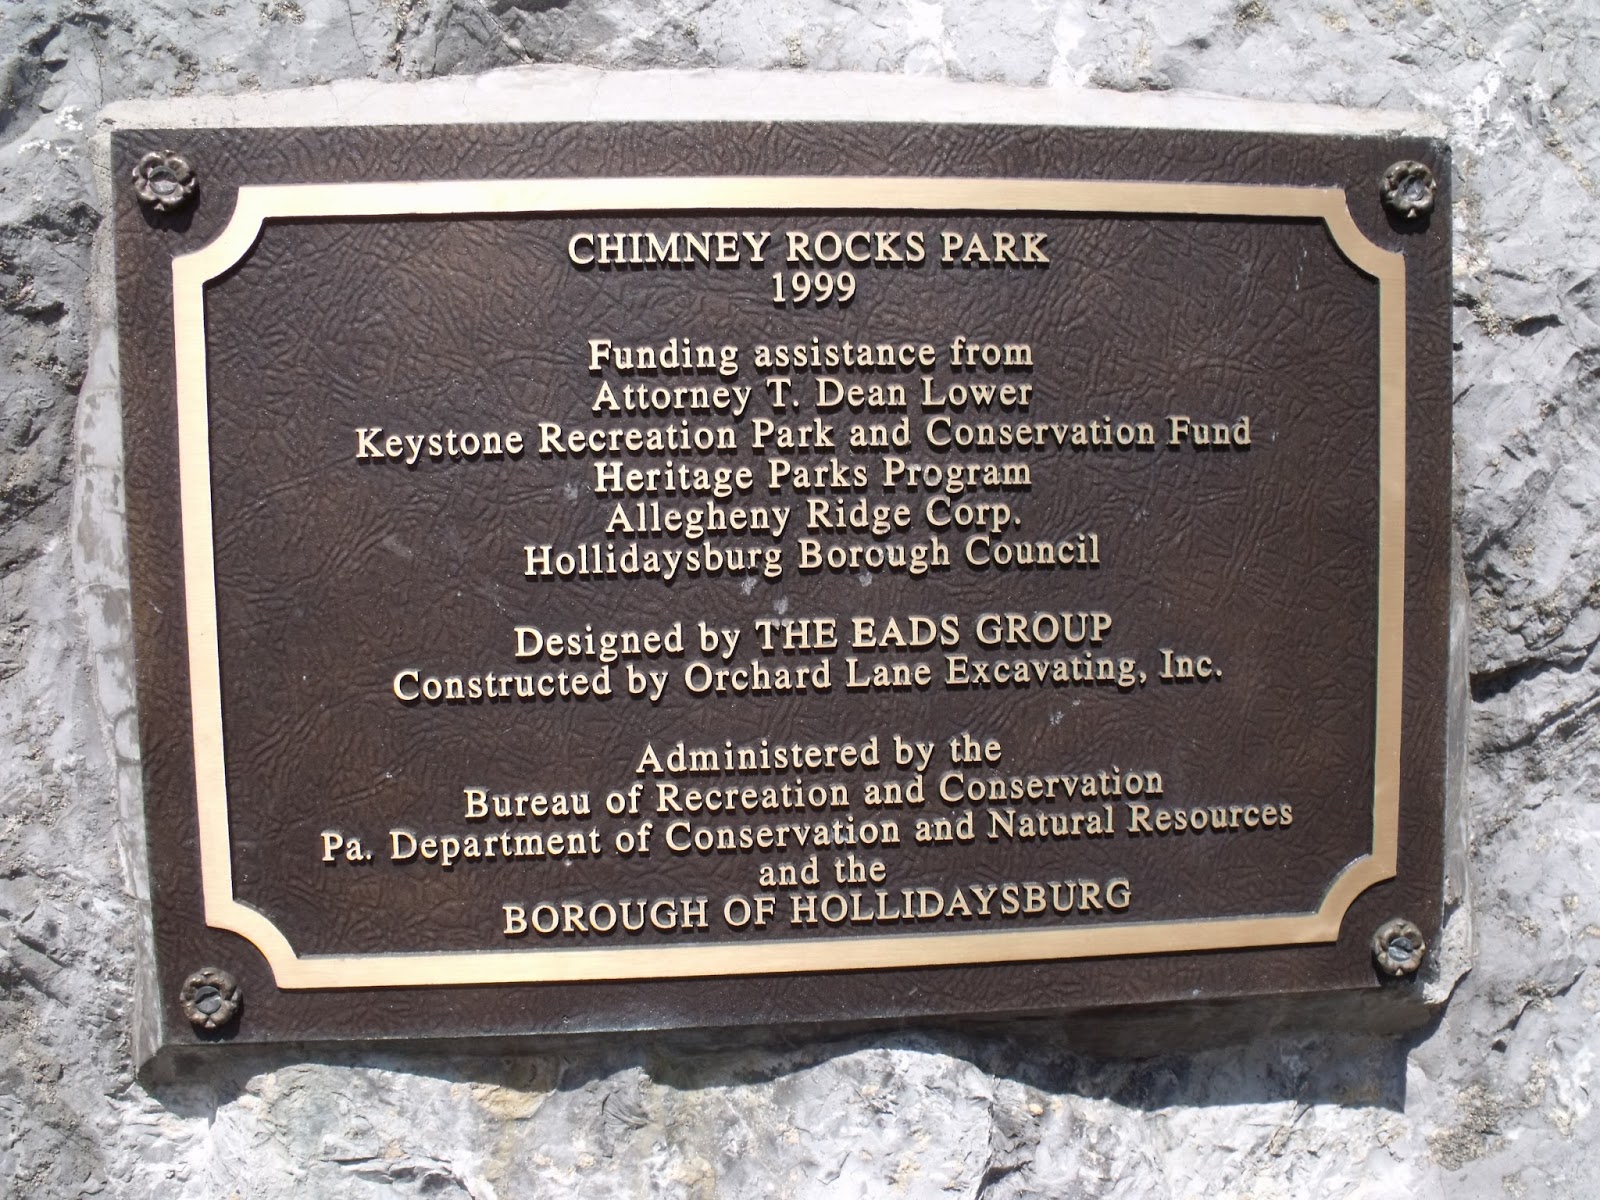 CHIMNEY ROCKS PARK
1999
Funding assistance from
Attorney T. Dean Lower
Keystone Recreation Park and Conservation Fund
Heritage Parks Program
Allegheny Ridge Corp.
Hollidaysburg Borough Council
Designed by THE EADS GROUP
Constructed by Orchard Lane Excavating, Inc.
Administered by the
Bureau of Recreation and Conservation
Pa. Department of Conservation and Natural Resources
and the
BOROUGH OF HOLLIDAYSBURG